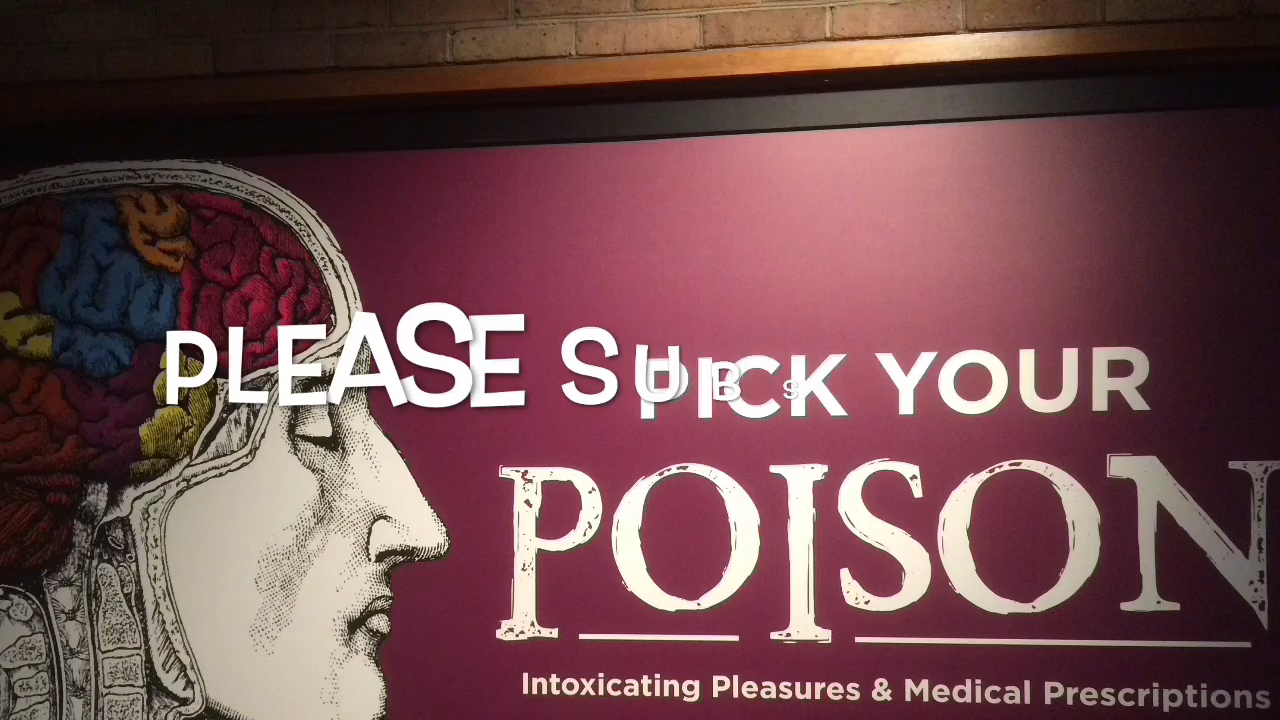 PLEASE SUBS
PICK YOUR
POISON
Intoxicating Pleasures & Medical Prescriptions